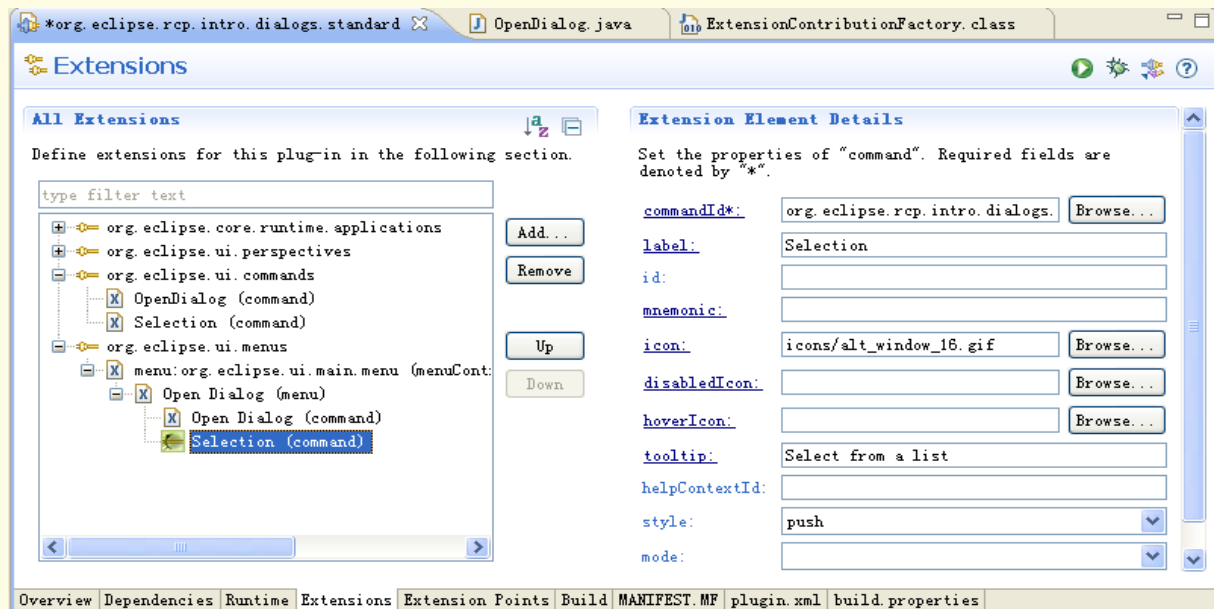 *org.eclipse.rcp.intro.dialogs.standard
OpenDialog.java
ExtensionContributionFactory.class
Extensions
All Extensions
Define extensions for this plug-in in the following section.
type filter text
org.eclipse.core.runtime.applications
org.eclipse.ui.perspectives
org.eclipse.ui.commands
OpenDialog (command)
Selection (command)
org.eclipse.ui.menus
menu:org.eclipse.ui.main.menu (menuCont
Open Dialog (menu)
Open Dialog (command)
Selection (command)
Add...
Remove
Up
Down
Extension Element Details
Set the properties of "command". Required fields are
denoted by "*".
commandId*: org.eclipse.rcp.intro.dialogs. Browse...
label: Selection
id:
mnemonic:
icon: icons/alt_window_16.gif Browse...
disabledIcon: Browse...
hoverIcon: Browse...
tooltip: Select from a list
helpContextId:
style: push
mode:
Overview Dependencies Runtime Extensions Extension Points Build MANIFEST.MF plugin.xml build.properties